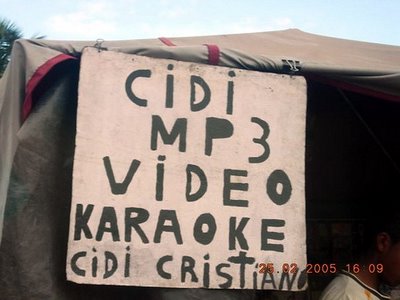 CiDi
MP3
ViDEO
KARAOKE
CiDi CRiSTiANO
25.02.2005 16:09